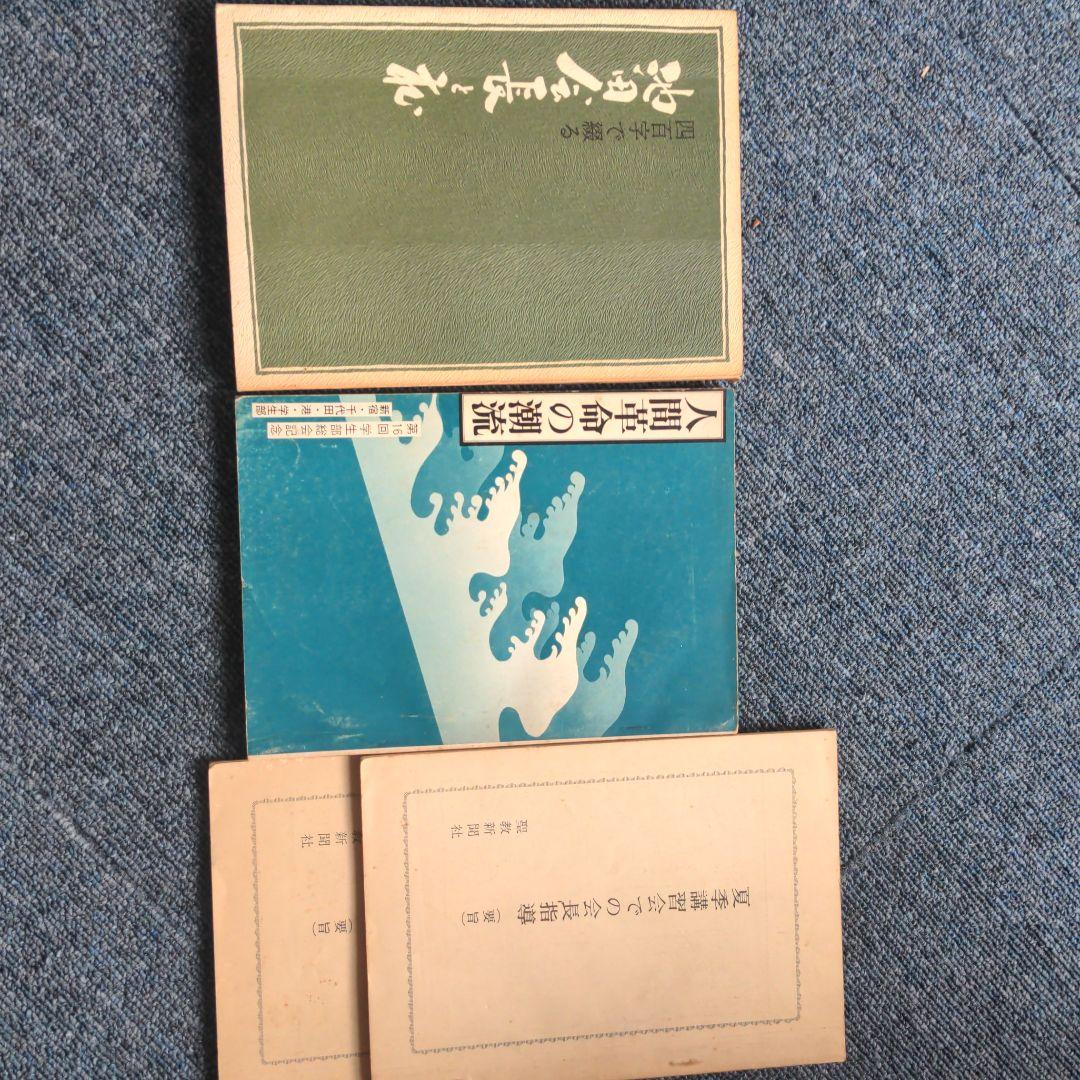 四百字で綴る
池田会長と私
人間革命の潮流
第16回学生部総会記念
新宿・千代田・港・学生部
夏季講習会での会長指導
(要旨)
聖教新聞社
(要旨)
教新聞社